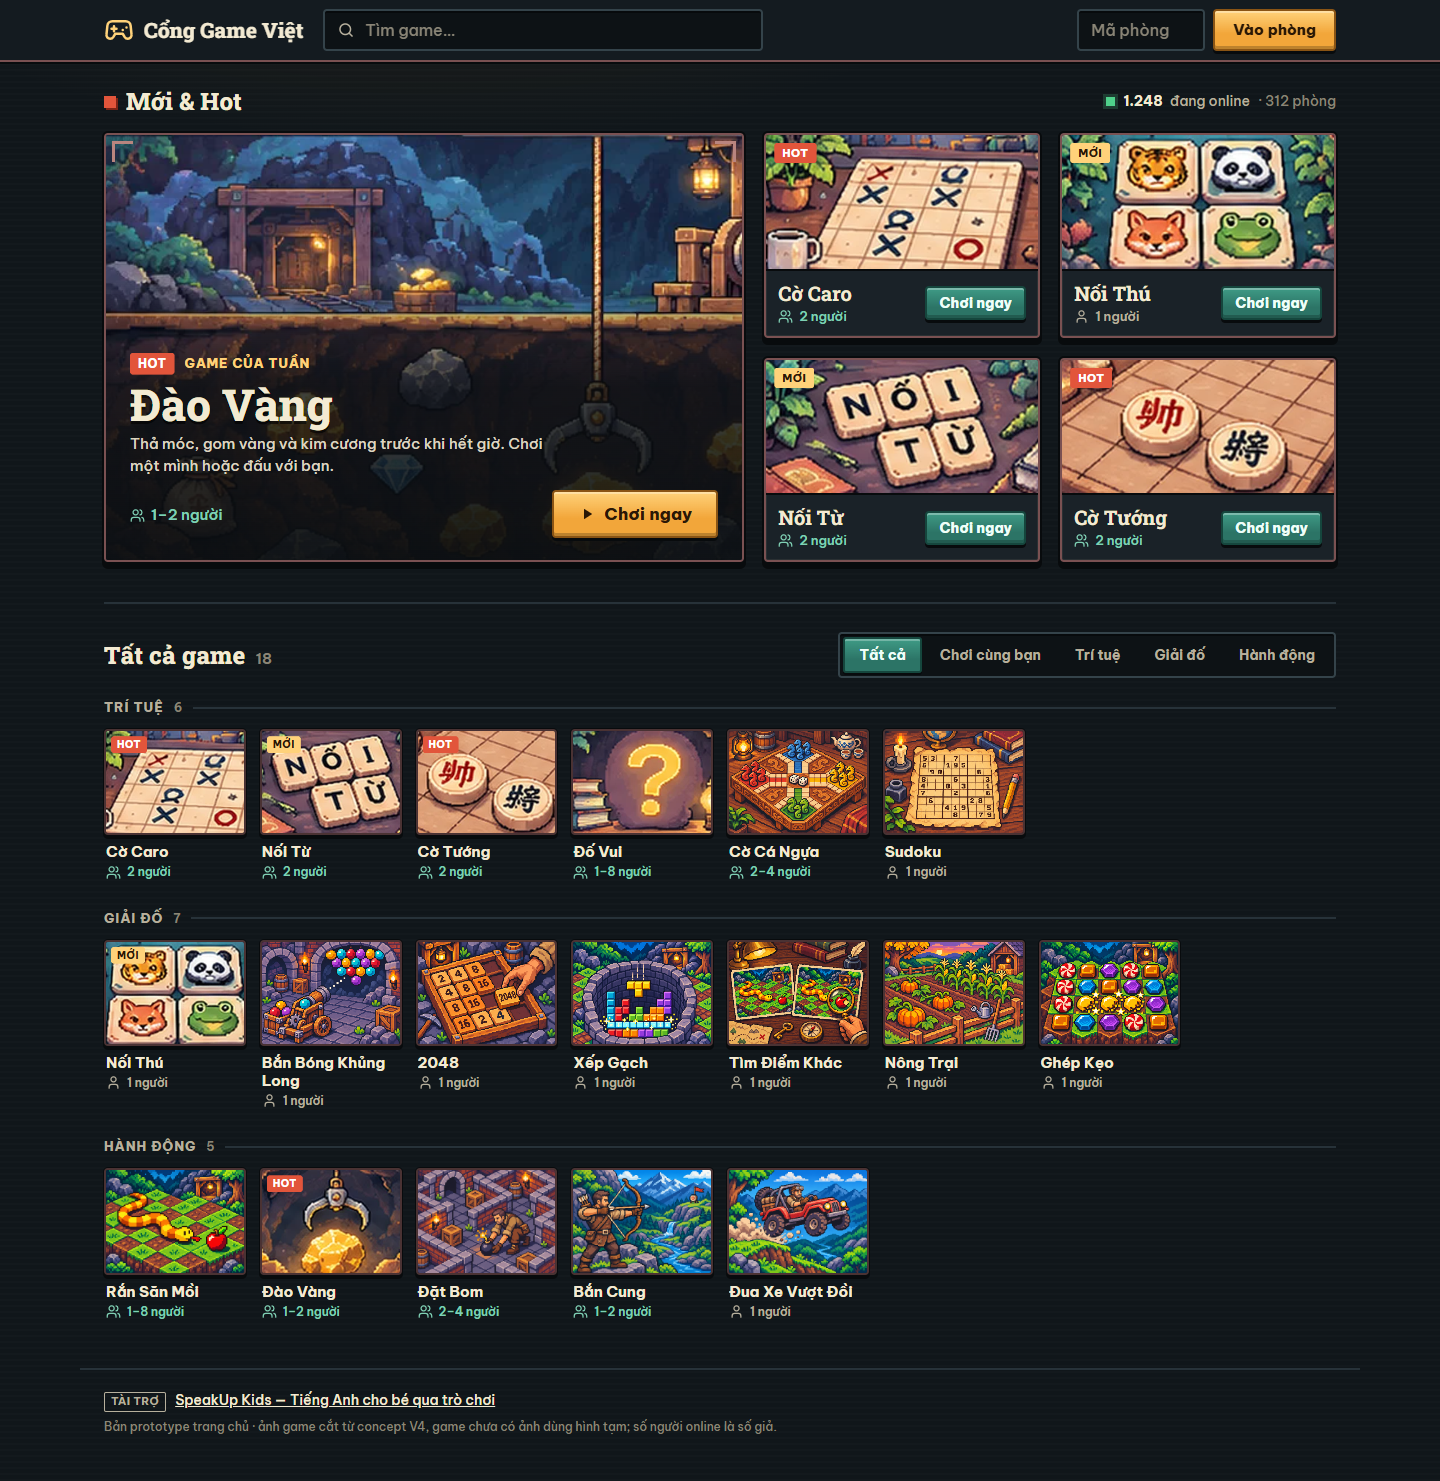 Cổng Game Việt
Tìm game...
Mã phòng
Vào phòng
Mới & Hot
1.248 đang online · 312 phòng
HOT GAME CỦA TUẦN
Đào Vàng
Thả móc, gom vàng và kim cương trước khi hết giờ. Chơi
một mình hoặc đấu với bạn.
1–2 người
Chơi ngay
HOT
Cờ Caro
2 người
Chơi ngay
MỚI
Nối Thú
1 người
Chơi ngay
MỚI
NỐI
TỪ
Nối Từ
2 người
Chơi ngay
HOT
帅
將
Cờ Tướng
2 người
Chơi ngay
Tất cả game 18
Tất cả
Chơi cùng bạn
Trí tuệ
Giải đố
Hành động
TRÍ TUỆ 6
HOT
Cờ Caro
2 người
MỚI
NỐI
TỪ
Nối Từ
2 người
HOT
帅
將
Cờ Tướng
2 người
?
Đố Vui
1–8 người
Cờ Cá Ngựa
2–4 người
Sudoku
1 người
GIẢI ĐỐ 7
MỚI
Nối Thú
1 người
Bắn Bóng Khủng
Long
1 người
2048
2048
1 người
Xếp Gạch
1 người
Tìm Điểm Khác
1 người
Nông Trại
1 người
Ghép Kẹo
1 người
HÀNH ĐỘNG 5
Rắn Săn Mồi
1–8 người
HOT
Đào Vàng
1–2 người
Đặt Bom
2–4 người
Bắn Cung
1–2 người
Đua Xe Vượt Đồi
1 người
TÀI TRỢ SpeakUp Kids — Tiếng Anh cho bé qua trò chơi
Bản prototype trang chủ · ảnh game cắt từ concept V4, game chưa có ảnh dùng hình tạm; số người online là số giả.